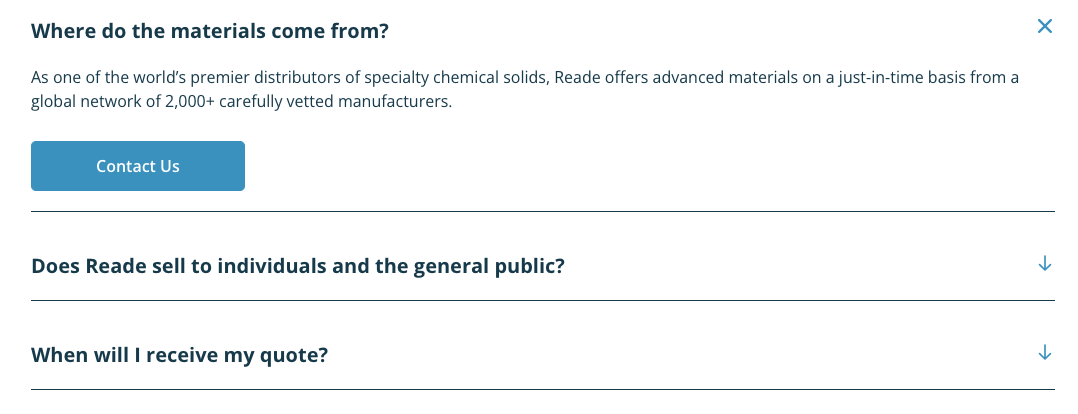 Where do the materials come from?
As one of the world’s premier distributors of specialty chemical solids, Reade offers advanced materials on a just-in-time basis from a
global network of 2,000+ carefully vetted manufacturers.
Contact Us
Does Reade sell to individuals and the general public?
When will I receive my quote?